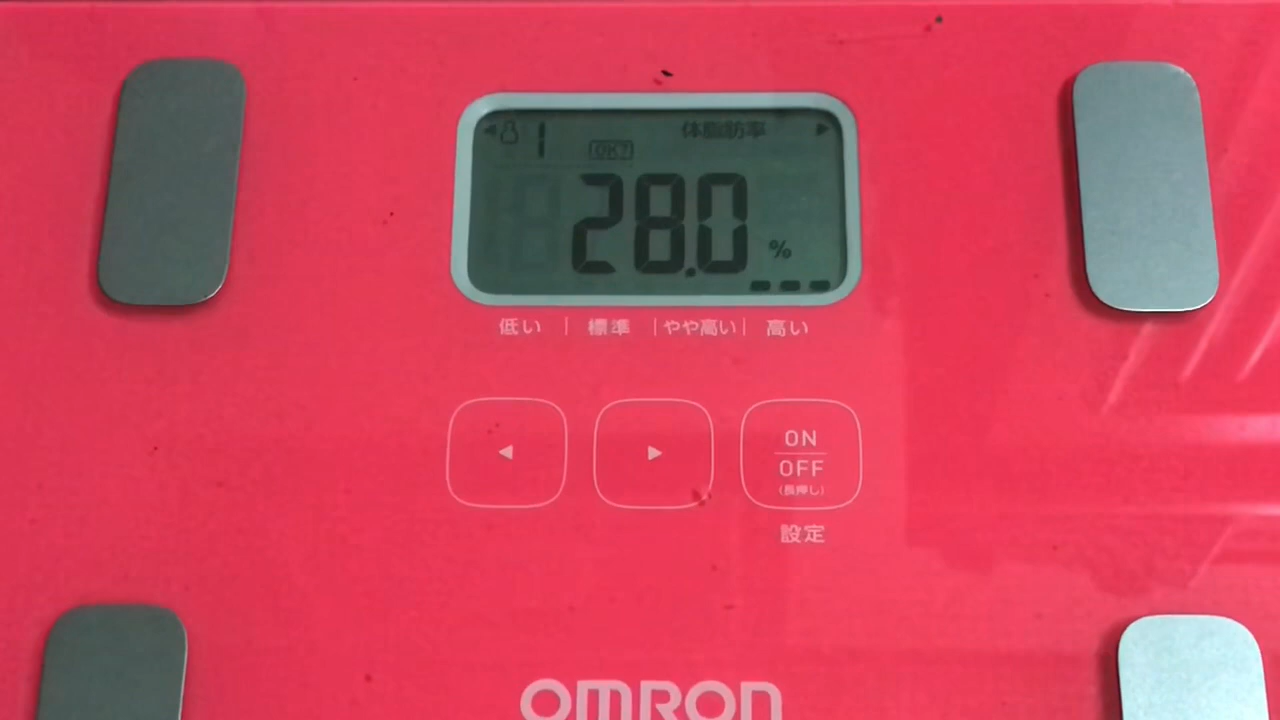 1 体脂肪率
OK?
28.0 %
低い | 標準 | やや高い | 高い
ON
OFF
(長押し)
設定
OMRON